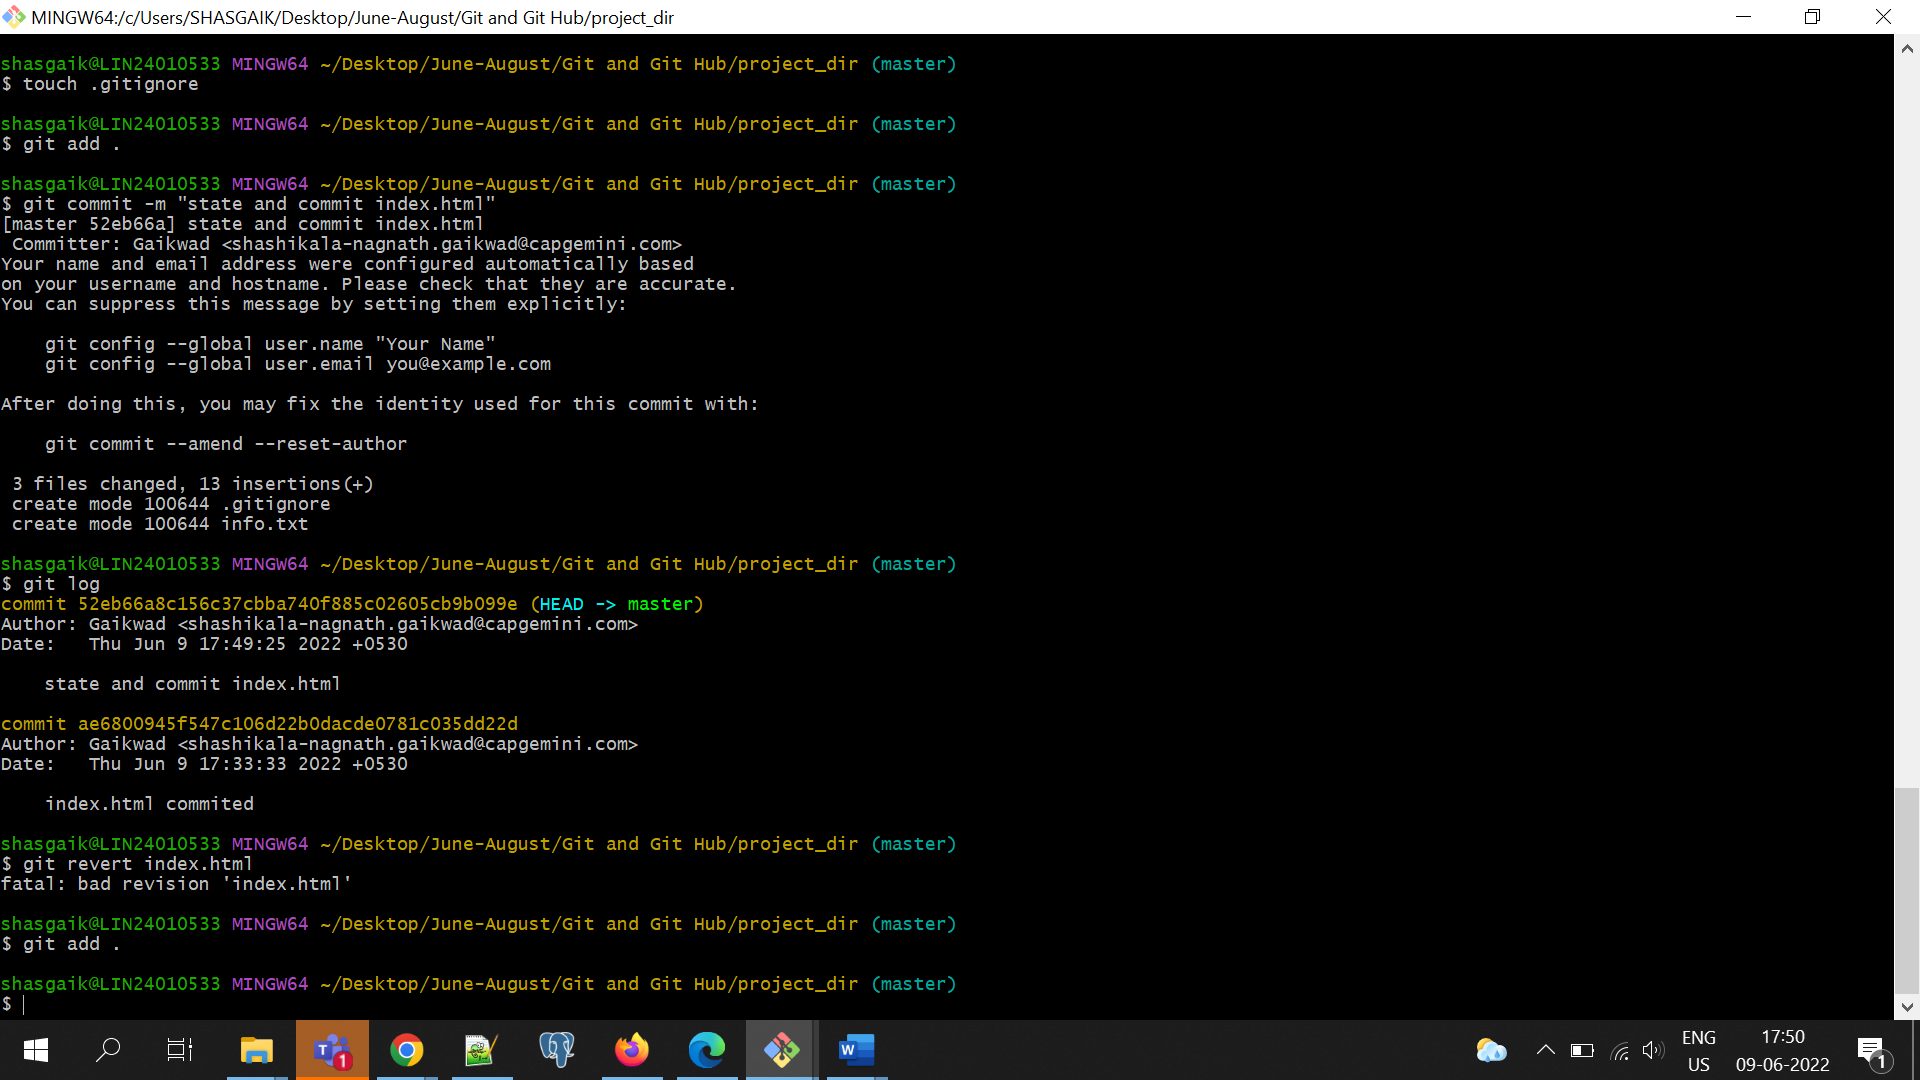 MINGW64:/c/Users/SHASGAIK/Desktop/June-August/Git and Git Hub/project_dir
shasgaik@LIN24010533 MINGW64 ~/Desktop/June-August/Git and Git Hub/project_dir (master)
$ touch .gitignore
shasgaik@LIN24010533 MINGW64 ~/Desktop/June-August/Git and Git Hub/project_dir (master)
$ git add .
shasgaik@LIN24010533 MINGW64 ~/Desktop/June-August/Git and Git Hub/project_dir (master)
$ git commit -m "state and commit index.html"
[master 52eb66a] state and commit index.html
Committer: Gaikwad <shashikala-nagnath.gaikwad@capgemini.com>
Your name and email address were configured automatically based
on your username and hostname. Please check that they are accurate.
You can suppress this message by setting them explicitly:
git config --global user.name "Your Name"
git config --global user.email you@example.com
After doing this, you may fix the identity used for this commit with:
git commit --amend --reset-author
3 files changed, 13 insertions(+)
create mode 100644 .gitignore
create mode 100644 info.txt
shasgaik@LIN24010533 MINGW64 ~/Desktop/June-August/Git and Git Hub/project_dir (master)
$ git log
commit 52eb66a8c156c37cbba740f885c02605cb9b099e (HEAD -> master)
Author: Gaikwad <shashikala-nagnath.gaikwad@capgemini.com>
Date:   Thu Jun 9 17:49:25 2022 +0530
state and commit index.html
commit ae6800945f547c106d22b0dacde0781c035dd22d
Author: Gaikwad <shashikala-nagnath.gaikwad@capgemini.com>
Date:   Thu Jun 9 17:33:33 2022 +0530
index.html commited
shasgaik@LIN24010533 MINGW64 ~/Desktop/June-August/Git and Git Hub/project_dir (master)
$ git revert index.html
fatal: bad revision 'index.html'
shasgaik@LIN24010533 MINGW64 ~/Desktop/June-August/Git and Git Hub/project_dir (master)
$ git add .
shasgaik@LIN24010533 MINGW64 ~/Desktop/June-August/Git and Git Hub/project_dir (master)
$
T 1
W
ENG
US
17:50
09-06-2022
1